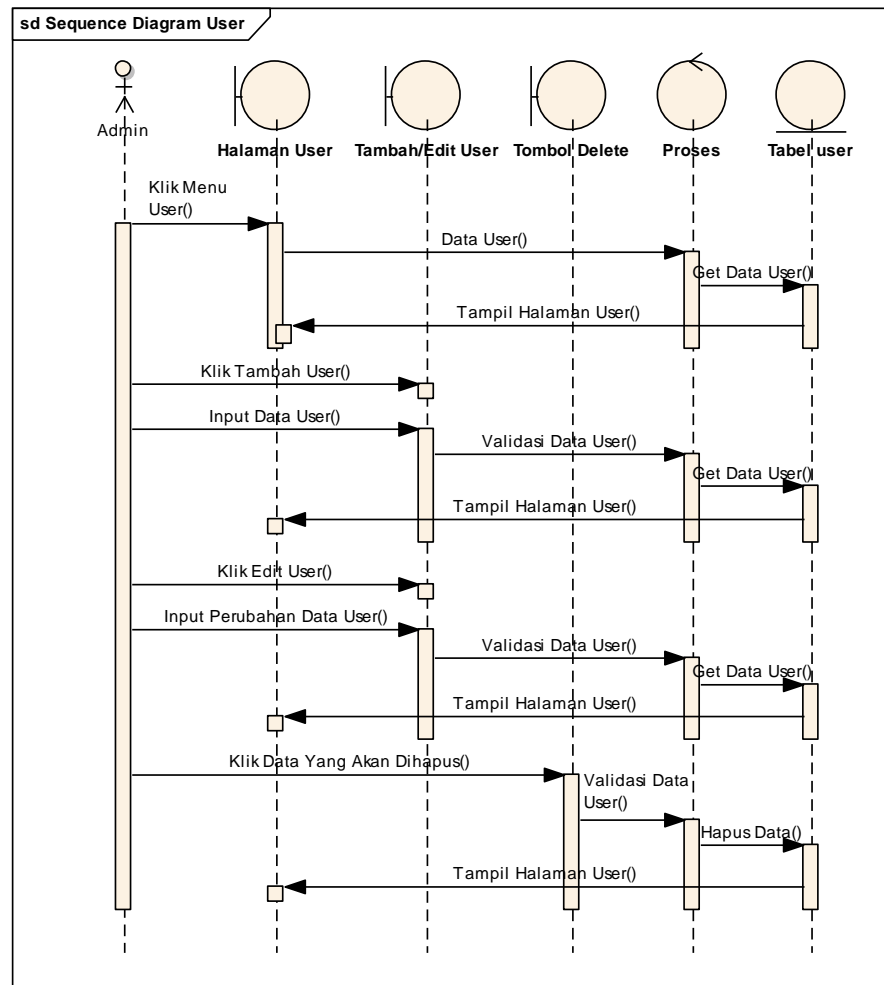 sd Sequence Diagram User
Admin
Halaman User
Tambah/Edit User
Tombol Delete
Proses
Tabel user
Klik Menu
User()
Data User()
Get Data User()
Tampil Halaman User()
Klik Tambah User()
Input Data User()
Validasi Data User()
Get Data User()
Tampil Halaman User()
Klik Edit User()
Input Perubahan Data User()
Validasi Data User()
Get Data User()
Tampil Halaman User()
Klik Data Yang Akan Dihapus()
Validasi Data
User()
Hapus Data()
Tampil Halaman User()